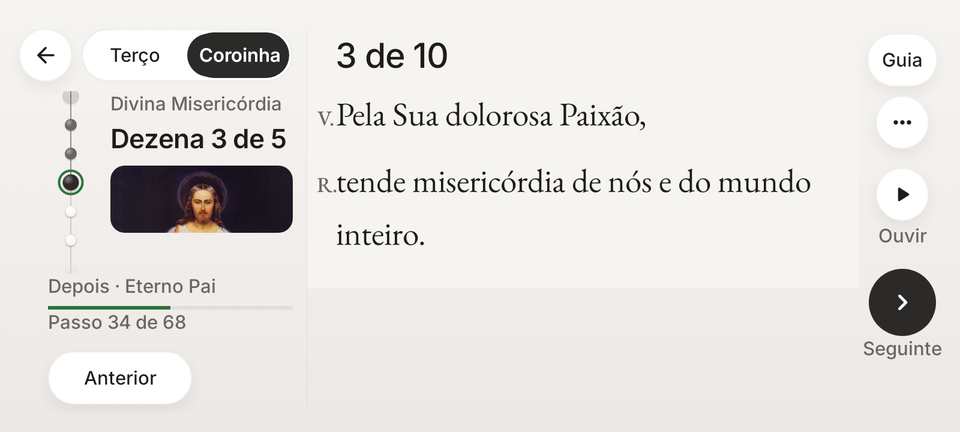 Terço
Coroinha
Divina Misericórdia
Dezena 3 de 5
Depois · Eterno Pai
Passo 34 de 68
Anterior
3 de 10
V. Pela Sua dolorosa Paixão,
R. tende misericórdia de nós e do mundo
inteiro.
Guia
Ouvir
Seguinte